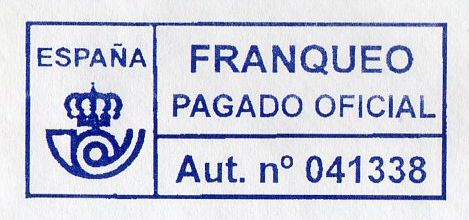 ESPAÑA
FRANQUEO
PAGADO OFICIAL
Aut. nº 041338